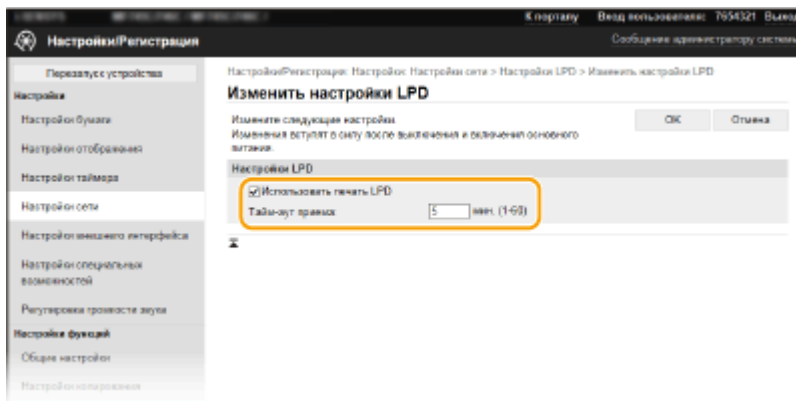 К порталу Вход пользователя: 7654321 Выход
Настройки/Регистрация
Сообщение администратору системы
Перезапуск устройства
Настройки/Регистрация: Настройки: Настройки сети > Настройки LPD > Изменить настройки LPD
Настройки
Изменить настройки LPD
Настройки бумаги
Измените следующие настройки.
OK Отмена
Изменения вступят в силу после выключения и включения основного
питания.
Настройки отображения
Настройки LPD
Настройки таймера
Использовать печать LPD
Настройки сети
Тайм-аут приема: 5 мин. (1-60)
Настройки внешнего интерфейса
Настройки специальных
возможностей
Регулировка громкости звука
Настройки функций
Общие настройки
Настройки копирования